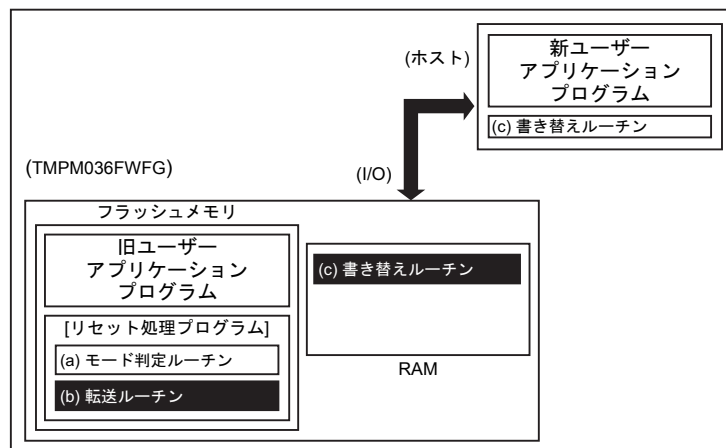 (ホスト)
新ユーザー
アプリケーション
プログラム
(c) 書き替えルーチン
(TMPM036FWFG)
(I/O)
フラッシュメモリ
旧ユーザー
アプリケーション
プログラム
[リセット処理プログラム]
(a) モード判定ルーチン
(b) 転送ルーチン
(c) 書き替えルーチン
RAM